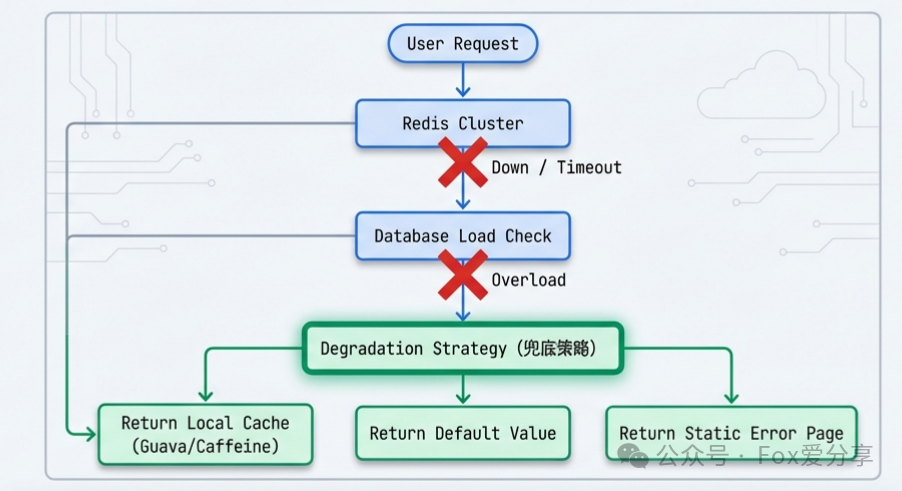 User Request
Redis Cluster
Down / Timeout
Database Load Check
Overload
Degradation Strategy (兜底策略)
Return Local Cache
(Guava/Caffeine)
Return Default Value
Return Static Error Page
公众号 · Fox爱分享